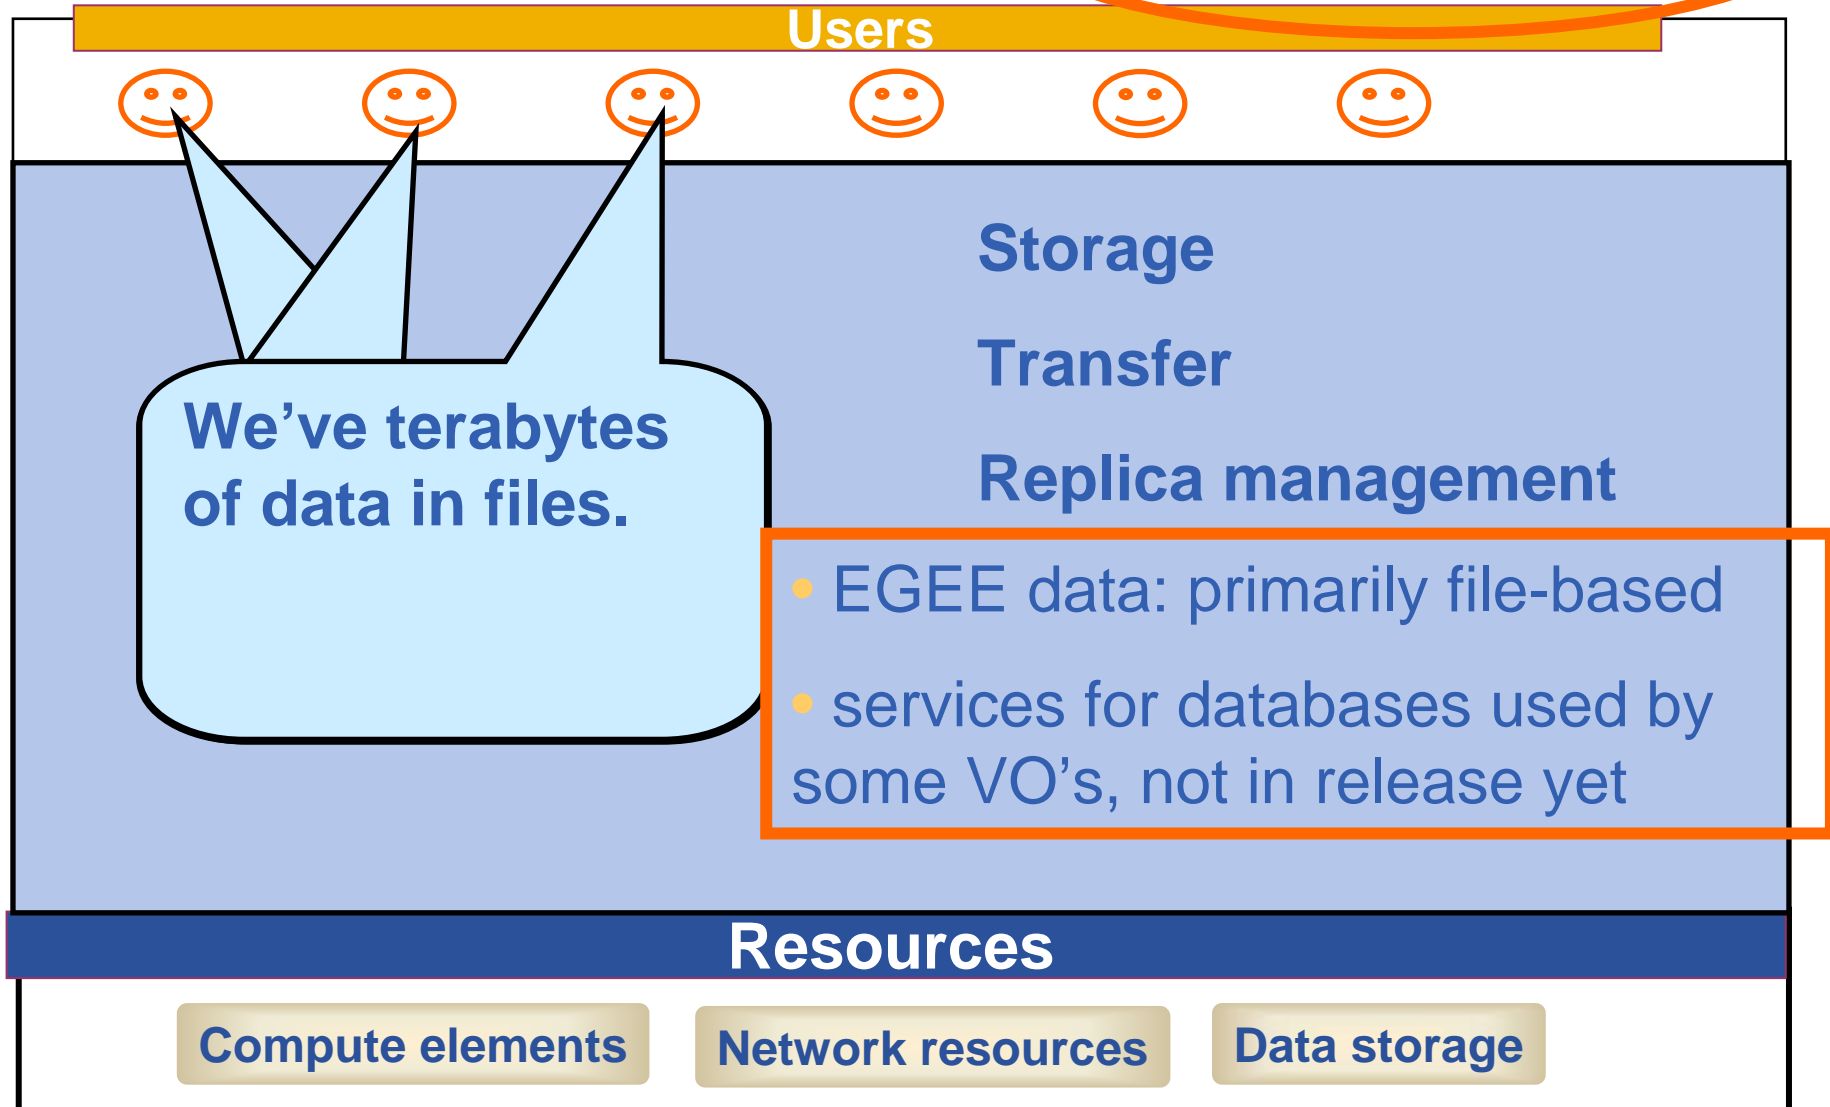 Users
We’ve terabytes
of data in files.
Storage
Transfer
Replica management
• EGEE data: primarily file-based
• services for databases used by
some VO’s, not in release yet
Resources
Compute elements
Network resources
Data storage